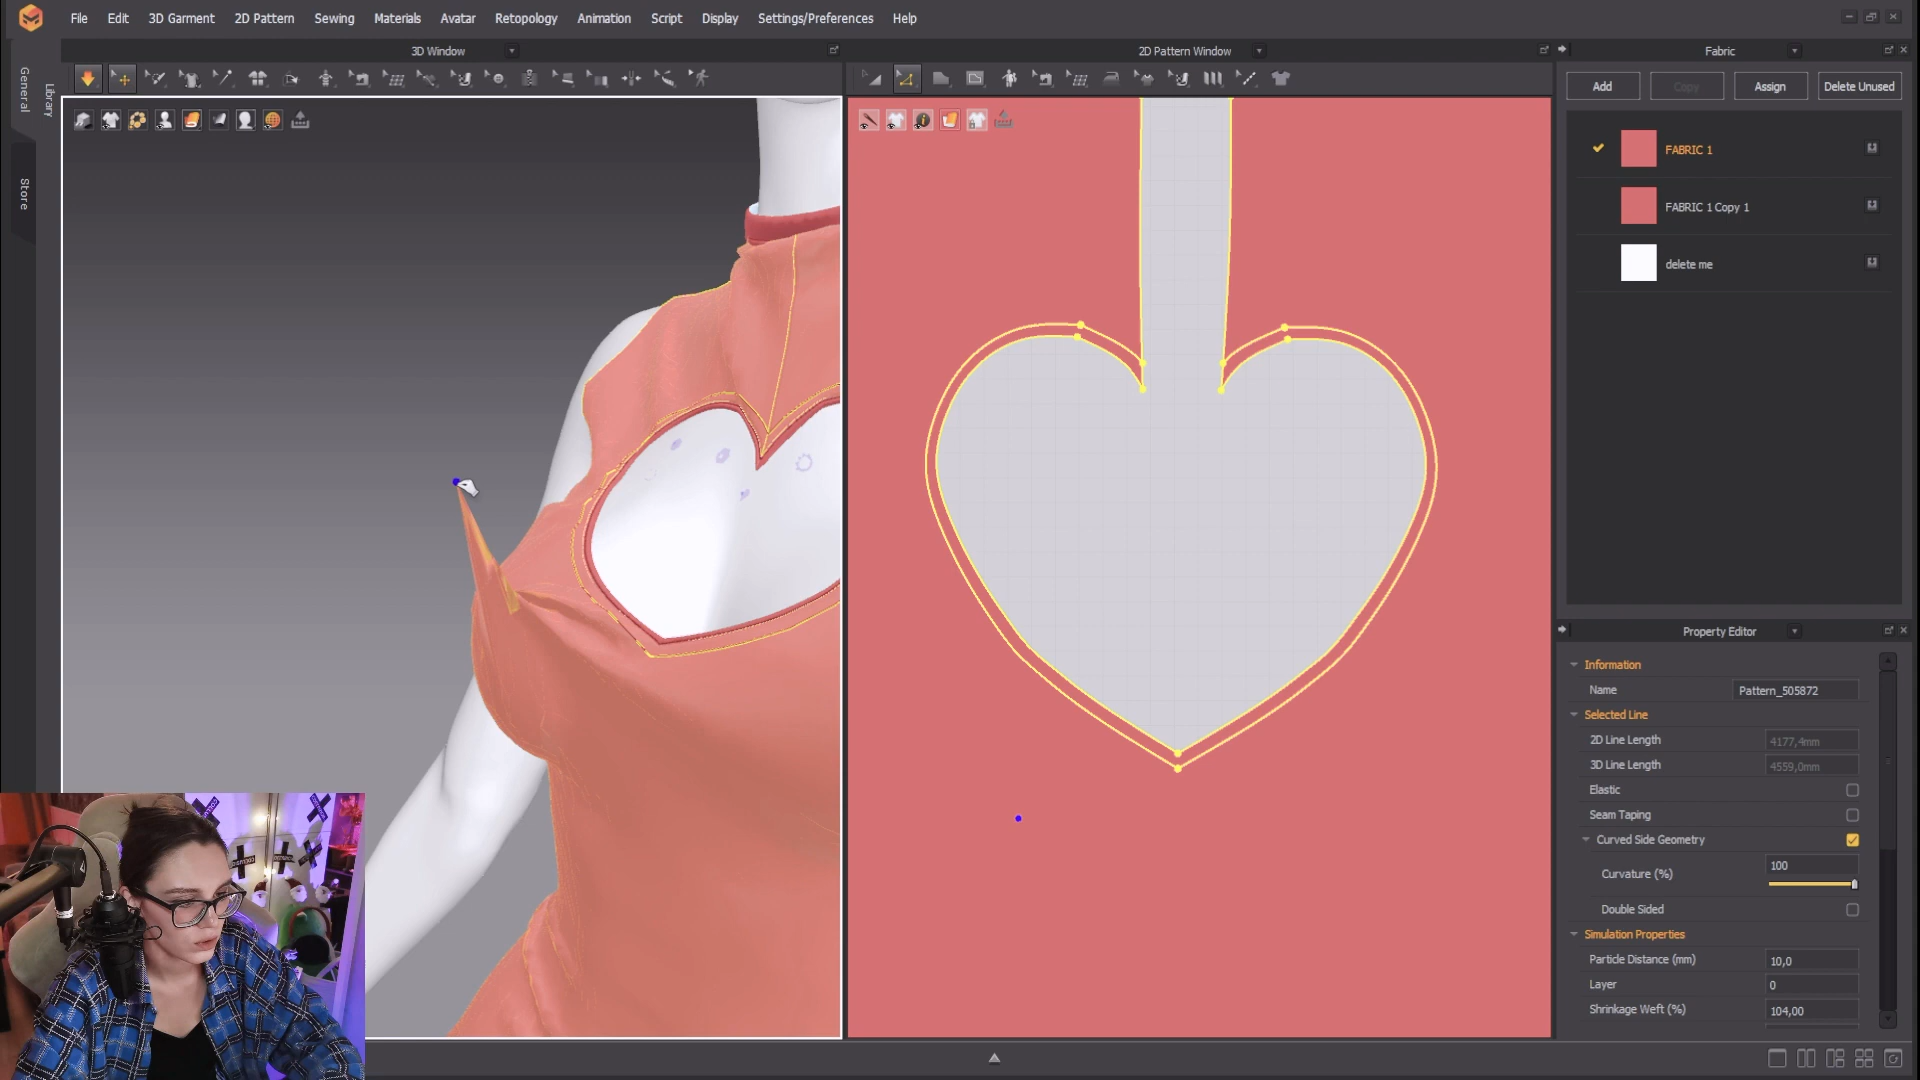 File Edit 3D Garment 2D Pattern Sewing Materials Avatar Retopology Animation Script Display Settings/Preferences Help
3D Window
2D Pattern Window
Fabric
General
Library
Store
Add Copy Assign Delete Unused
FABRIC 1
FABRIC 1 Copy 1
delete me
Property Editor
Information
Name Pattern_505872
Selected Line
2D Line Length 4177,4mm
3D Line Length 4559,0mm
Elastic
Seam Taping
Curved Side Geometry
Curvature (%) 100
Double Sided
Simulation Properties
Particle Distance (mm) 10,0
Layer 0
Shrinkage Weft (%) 104,00